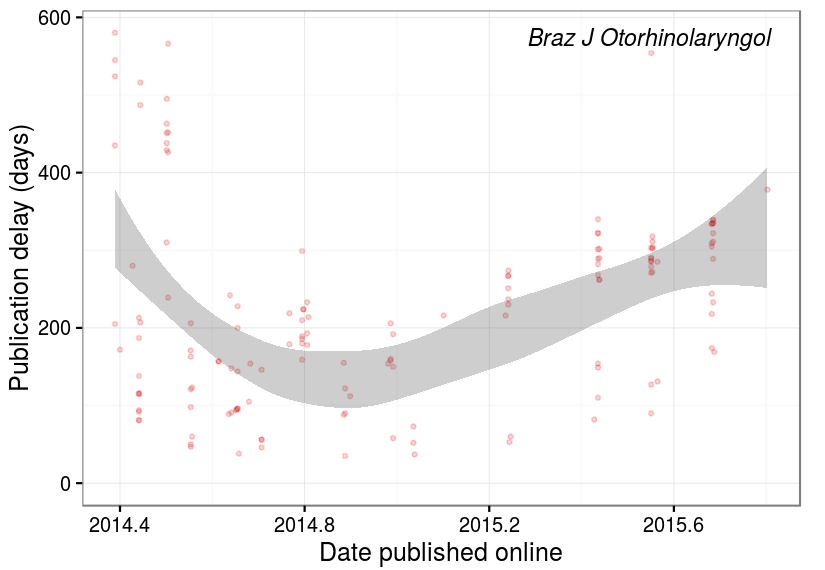 Braz J Otorhinolaryngol
Publication delay (days)
600
400
200
0
2014.4 2014.8 2015.2 2015.6
Date published online